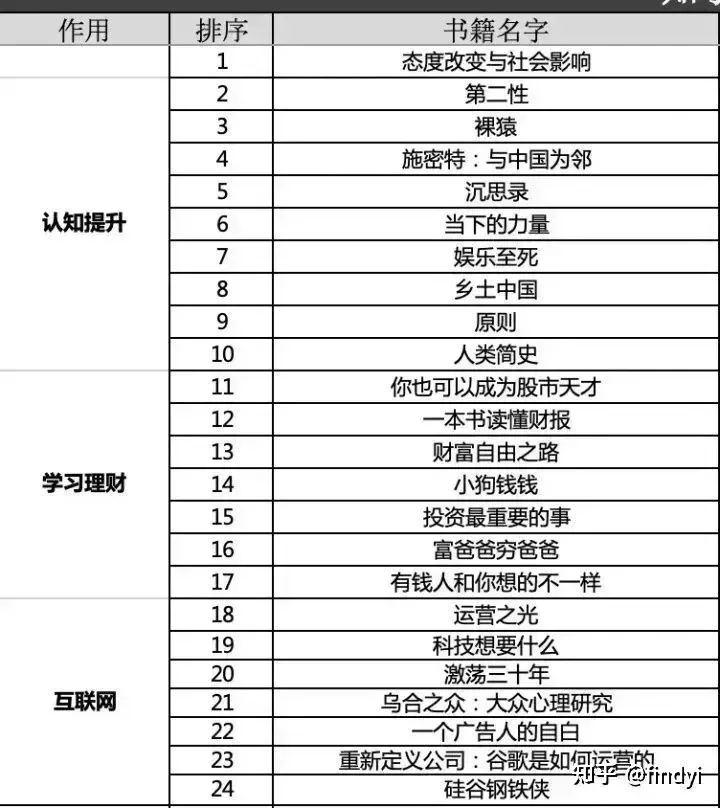 作用 排序 书籍名字
1 态度改变与社会影响
2 第二性
3 裸猿
4 施密特：与中国为邻
5 沉思录
认知提升 6 当下的力量
7 娱乐至死
8 乡土中国
9 原则
10 人类简史
11 你也可以成为股市天才
12 一本书读懂财报
13 财富自由之路
学习理财 14 小狗钱钱
15 投资最重要的事
16 富爸爸穷爸爸
17 有钱人和你想的不一样
18 运营之光
19 科技想要什么
20 激荡三十年
互联网 21 乌合之众：大众心理研究
22 一个广告人的自白
23 重新定义公司：谷歌是如何运营的
24 硅谷钢铁侠
知乎 @findyi